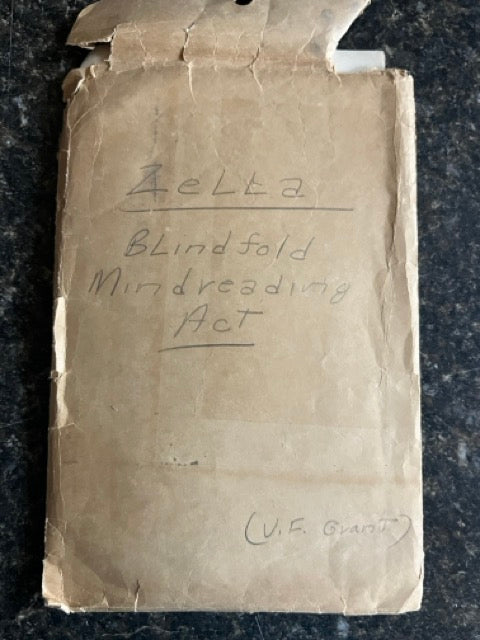 Zelta
Blindfold
Mindreading
Act
(U.F. Grant)